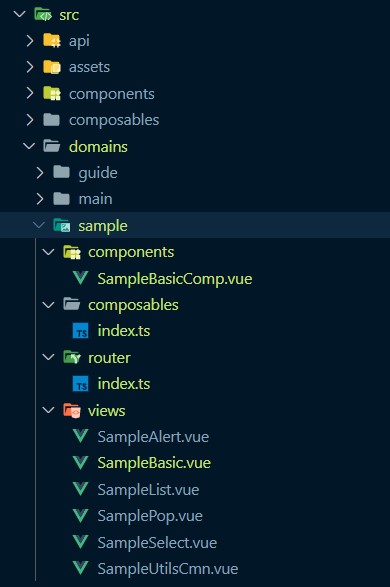 src
api
assets
components
composables
domains
guide
main
sample
components
SampleBasicComp.vue
composables
TS index.ts
router
TS index.ts
views
SampleAlert.vue
SampleBasic.vue
SampleList.vue
SamplePop.vue
SampleSelect.vue
SampleUtilsCmn.vue